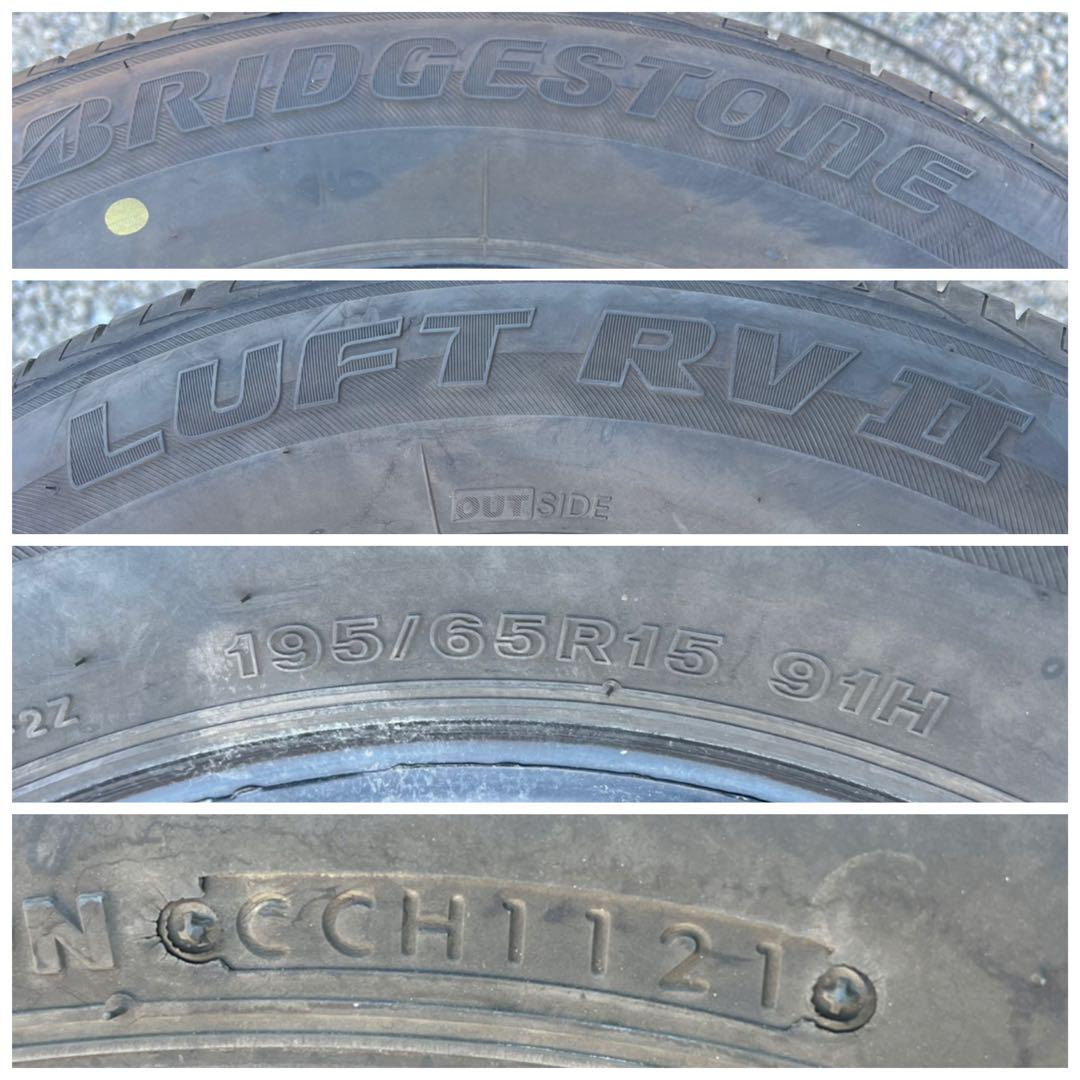 BRIDGESTONE
LUFT RV II
OUTSIDE
195/65R15 91H
2Z
N CCH1121